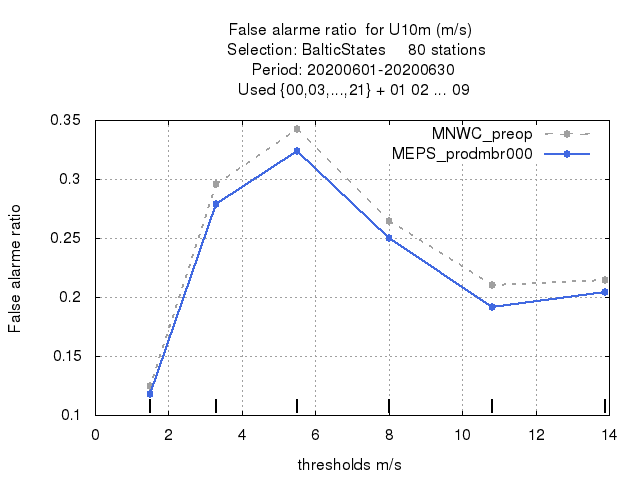 False alarme ratio  for U10m (m/s)
Selection: BalticStates     80 stations
Period: 20200601-20200630
Used {00,03,...,21} + 01 02 ... 09
MNWC_preop
MEPS_prodmbr000
0.35
0.3
0.25
0.2
0.15
0.1
False alarme ratio
0 2 4 6 8 10 12 14
thresholds m/s